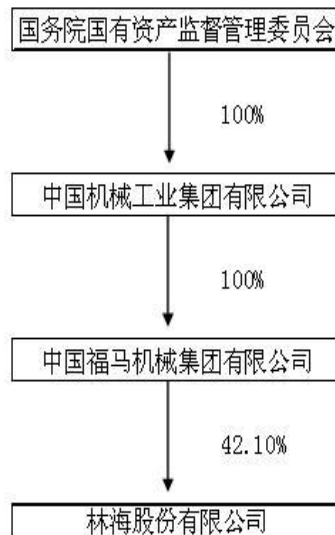 国务院国有资产监督管理委员会
100%
中国机械工业集团有限公司
100%
中国福马机械集团有限公司
42.10%
林海股份有限公司